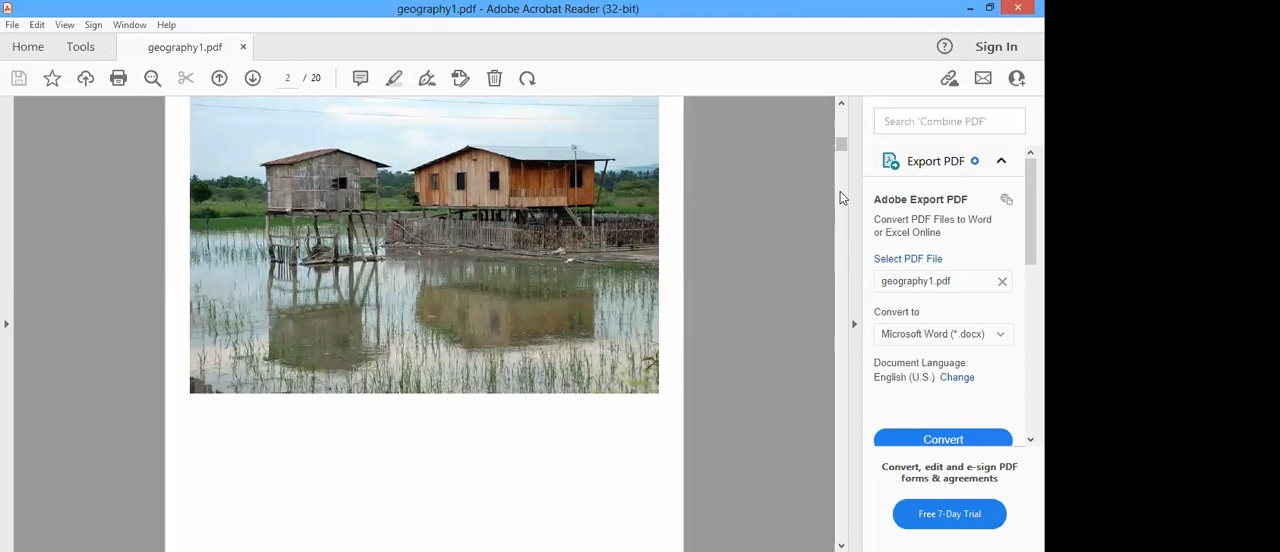 geography1.pdf - Adobe Acrobat Reader (32-bit)
File Edit View Sign Window Help
Home Tools geography1.pdf × Sign In
2 / 20
Search 'Combine PDF'
Export PDF
Adobe Export PDF
Convert PDF Files to Word
or Excel Online
Select PDF File
geography1.pdf
Convert to
Microsoft Word (*.docx)
Document Language:
English (U.S.) Change
Convert
Convert, edit and e-sign PDF
forms & agreements
Free 7-Day Trial